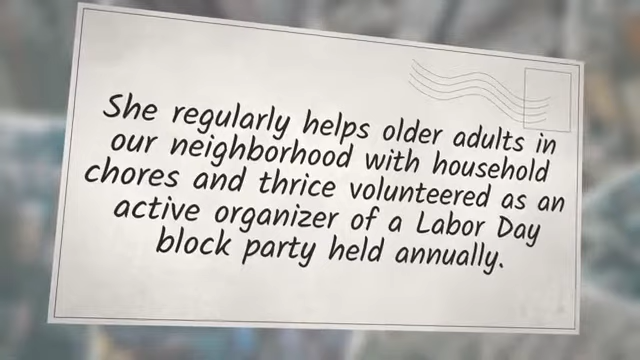 She regularly helps older adults in
our neighborhood with household
chores and thrice volunteered as an
active organizer of a Labor Day
block party held annually.